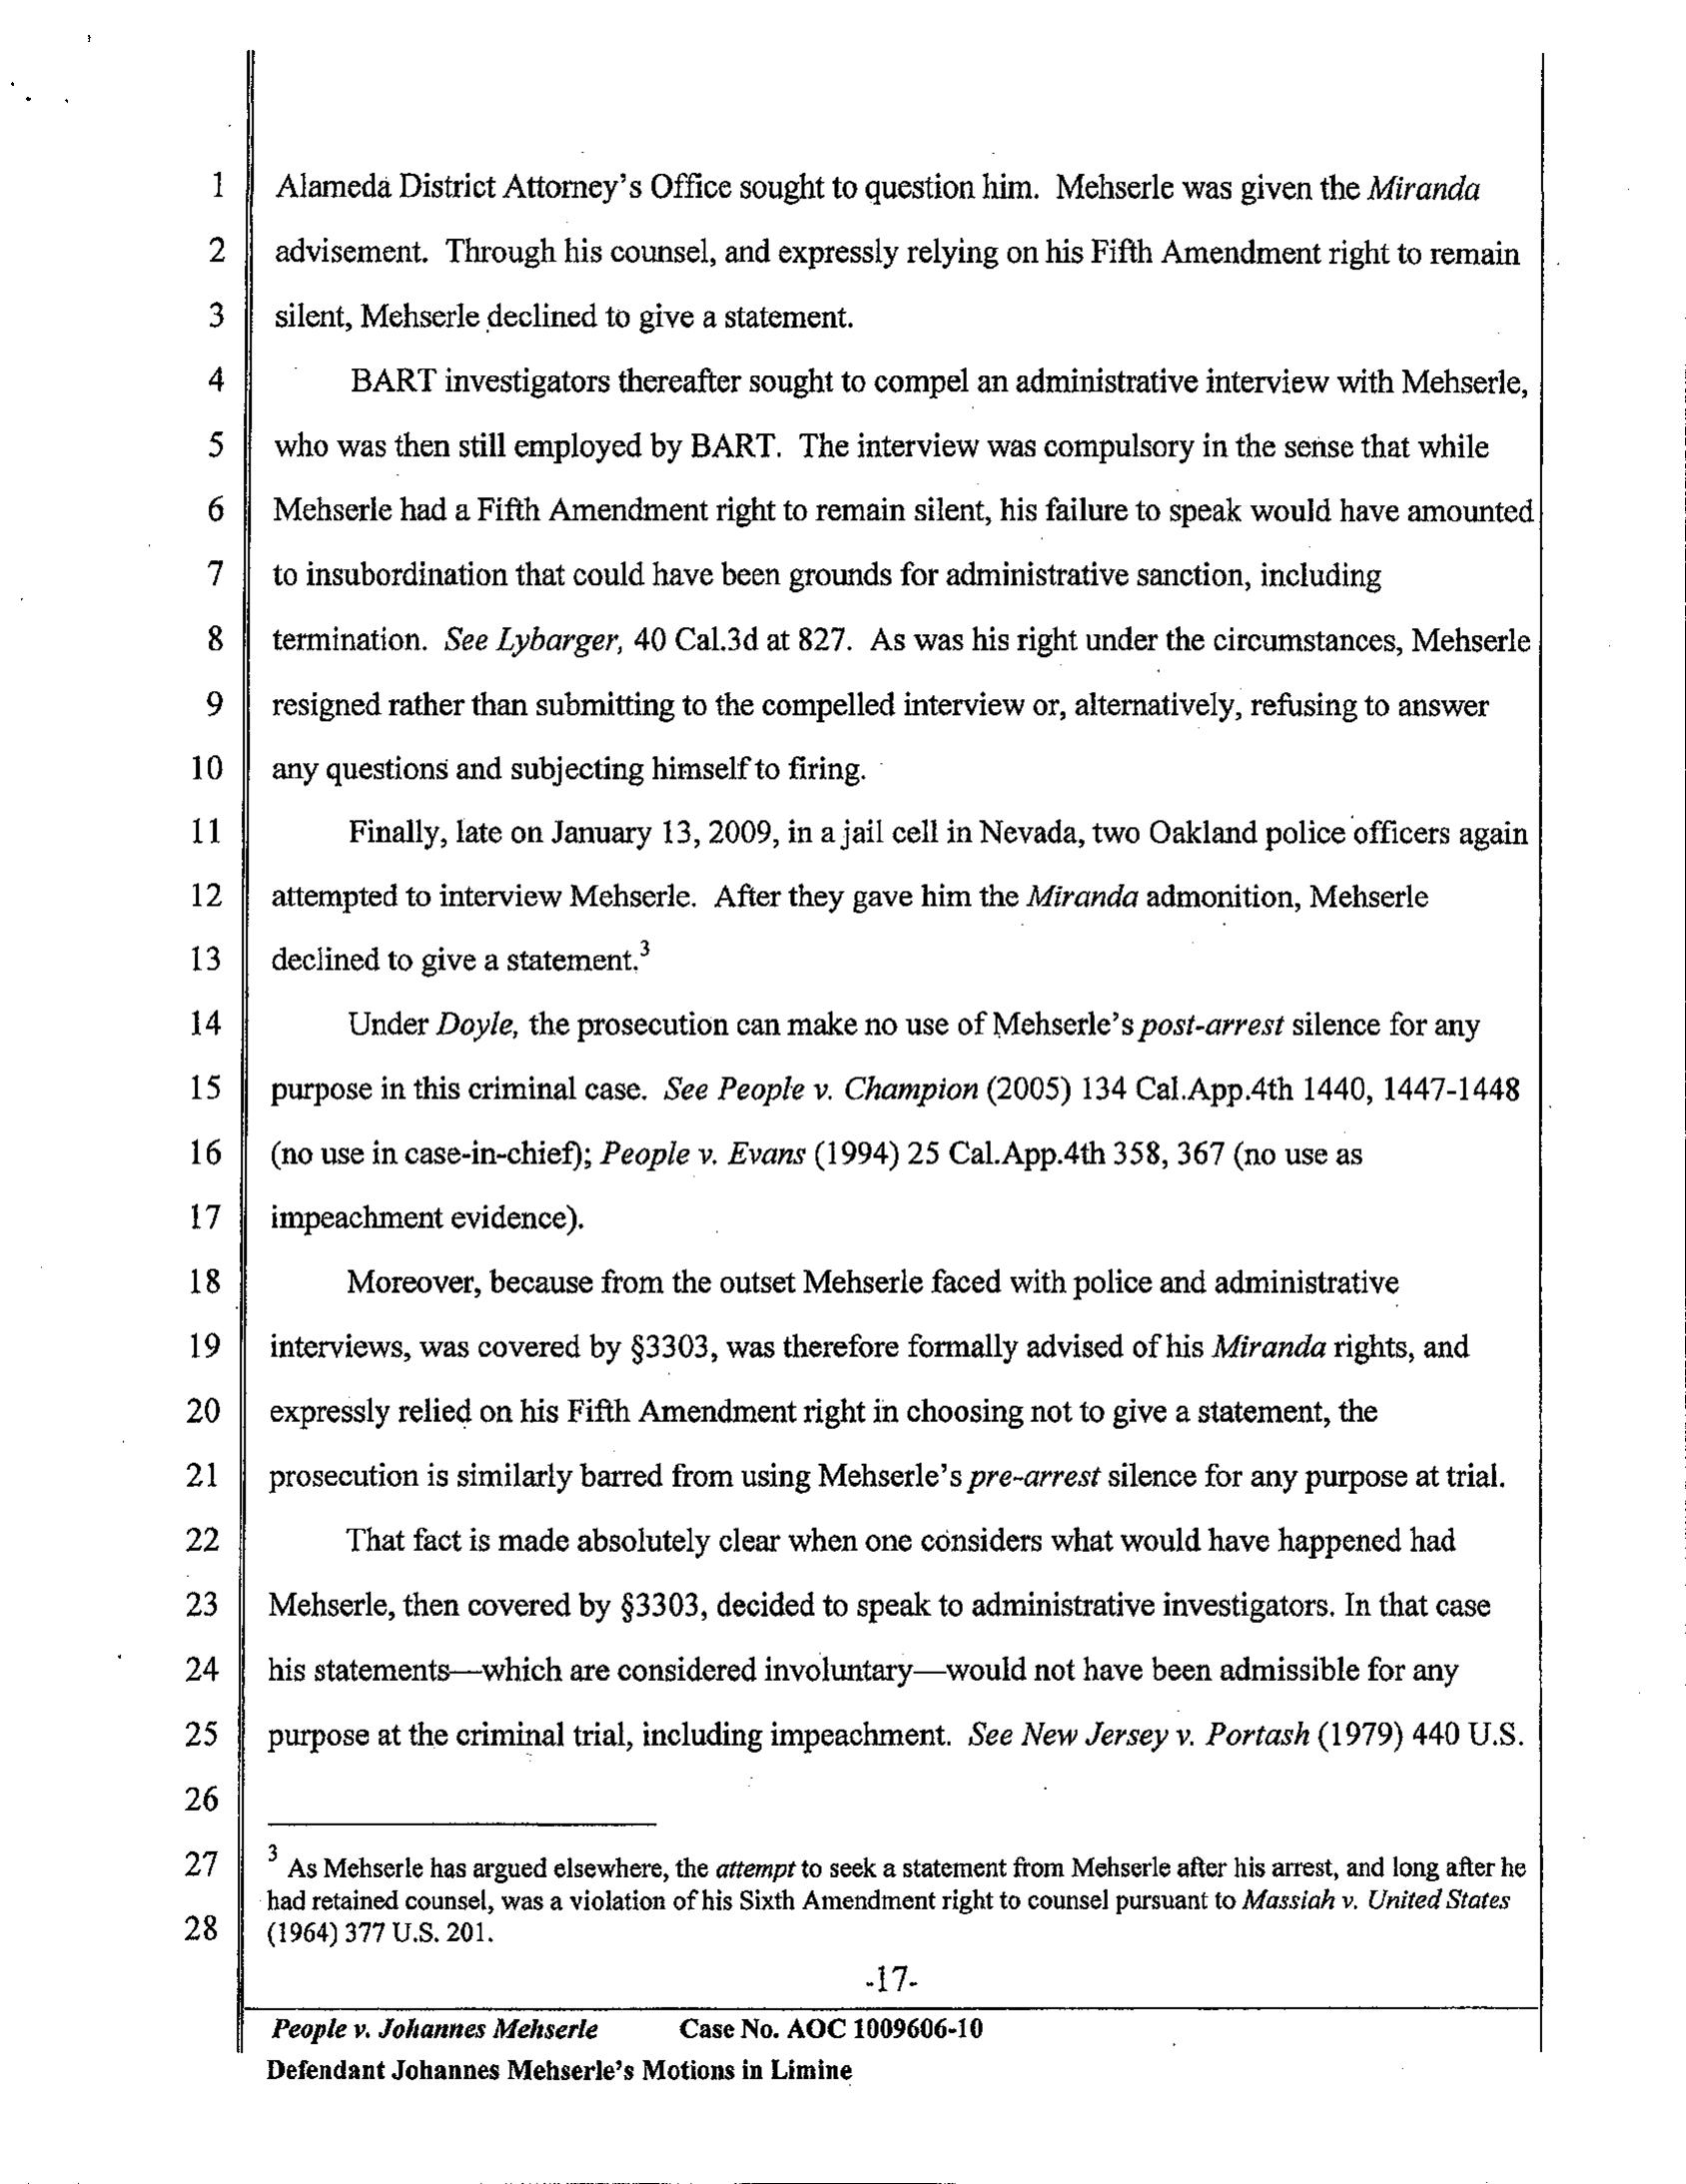 1 Alameda District Attorney's Office sought to question him. Mehserle was given the Miranda
2 advisement. Through his counsel, and expressly relying on his Fifth Amendment right to remain
3 silent, Mehserle declined to give a statement.
4 BART investigators thereafter sought to compel an administrative interview with Mehserle,
5 who was then still employed by BART. The interview was compulsory in the sense that while
6 Mehserle had a Fifth Amendment right to remain silent, his failure to speak would have amounted
7 to insubordination that could have been grounds for administrative sanction, including
8 termination. See Lybarger, 40 Cal.3d at 827. As was his right under the circumstances, Mehserle
9 resigned rather than submitting to the compelled interview or, alternatively, refusing to answer
10 any questions and subjecting himself to firing.
11 Finally, late on January 13, 2009, in a jail cell in Nevada, two Oakland police officers again
12 attempted to interview Mehserle. After they gave him the Miranda admonition, Mehserle
13 declined to give a statement.3
14 Under Doyle, the prosecution can make no use of Mehserle's post-arrest silence for any
15 purpose in this criminal case. See People v. Champion (2005) 134 Cal.App.4th 1440, 1447-1448
16 (no use in case-in-chief); People v. Evans (1994) 25 Cal.App.4th 358, 367 (no use as
17 impeachment evidence).
18 Moreover, because from the outset Mehserle faced with police and administrative
19 interviews, was covered by §3303, was therefore formally advised of his Miranda rights, and
20 expressly relied on his Fifth Amendment right in choosing not to give a statement, the
21 prosecution is similarly barred from using Mehserle's pre-arrest silence for any purpose at trial.
22 That fact is made absolutely clear when one considers what would have happened had
23 Mehserle, then covered by §3303, decided to speak to administrative investigators. In that case
24 his statements—which are considered involuntary—would not have been admissible for any
25 purpose at the criminal trial, including impeachment. See New Jersey v. Portash (1979) 440 U.S.
26
27 3 As Mehserle has argued elsewhere, the attempt to seek a statement from Mehserle after his arrest, and long after he
had retained counsel, was a violation of his Sixth Amendment right to counsel pursuant to Massiah v. United States
28 (1964) 377 U.S. 201.
-17-
People v. Johannes Mehserle Case No. AOC 1009606-10
Defendant Johannes Mehserle's Motions in Limine